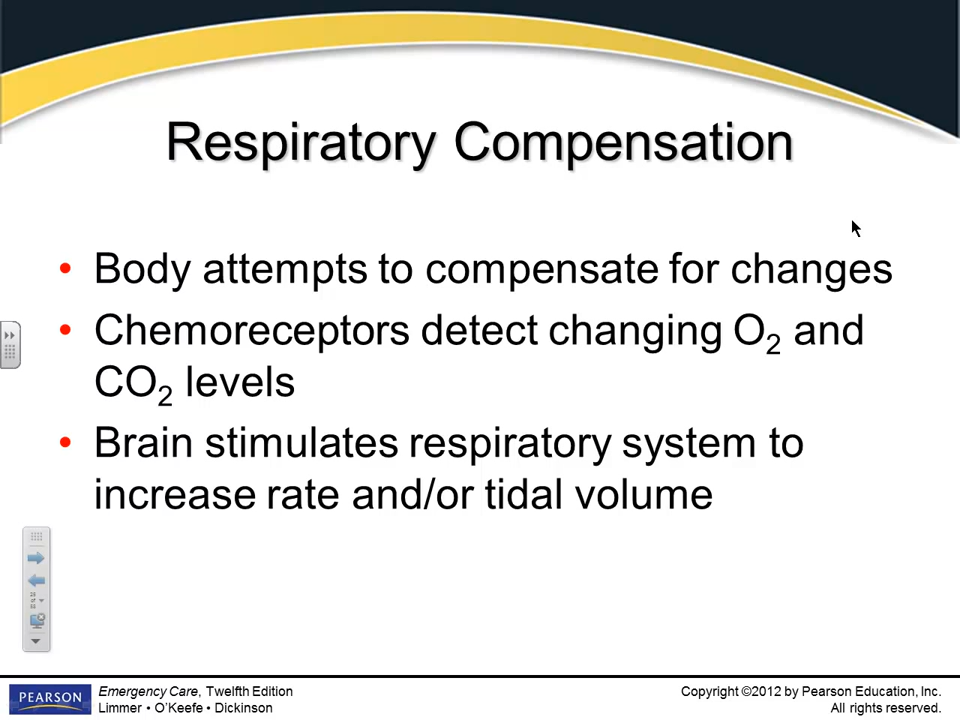 Respiratory Compensation
• Body attempts to compensate for changes
• Chemoreceptors detect changing O₂ and
CO₂ levels
• Brain stimulates respiratory system to
increase rate and/or tidal volume
PEARSON
Emergency Care, Twelfth Edition
Limmer • O'Keefe • Dickinson
Copyright ©2012 by Pearson Education, Inc.
All rights reserved.